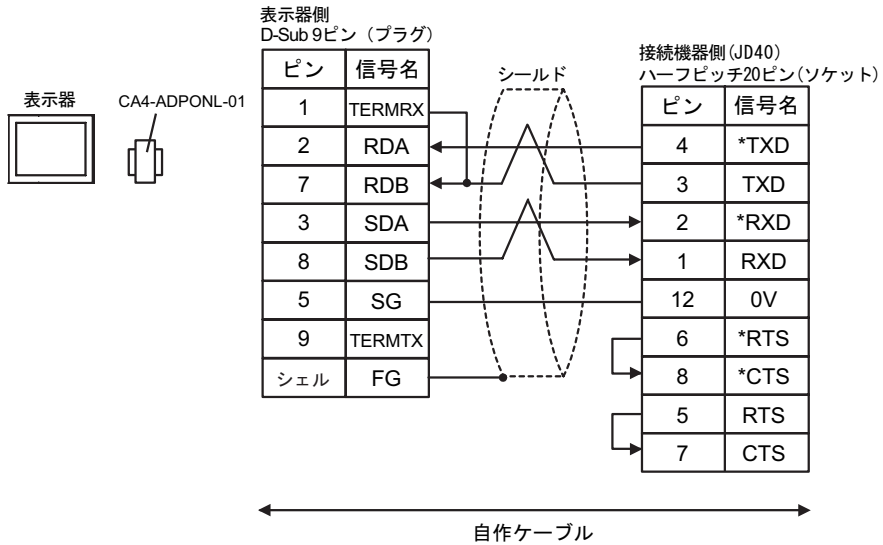 表示器
CA4-ADPONL-01
表示器側
D-Sub 9ピン（プラグ）
ピン 信号名
1 TERMRX
2 RDA
7 RDB
3 SDA
8 SDB
5 SG
9 TERMTX
シェル FG
シールド
接続機器側(JD40)
ハーフピッチ20ピン(ソケット)
ピン 信号名
4 *TXD
3 TXD
2 *RXD
1 RXD
12 0V
6 *RTS
8 *CTS
5 RTS
7 CTS
自作ケーブル